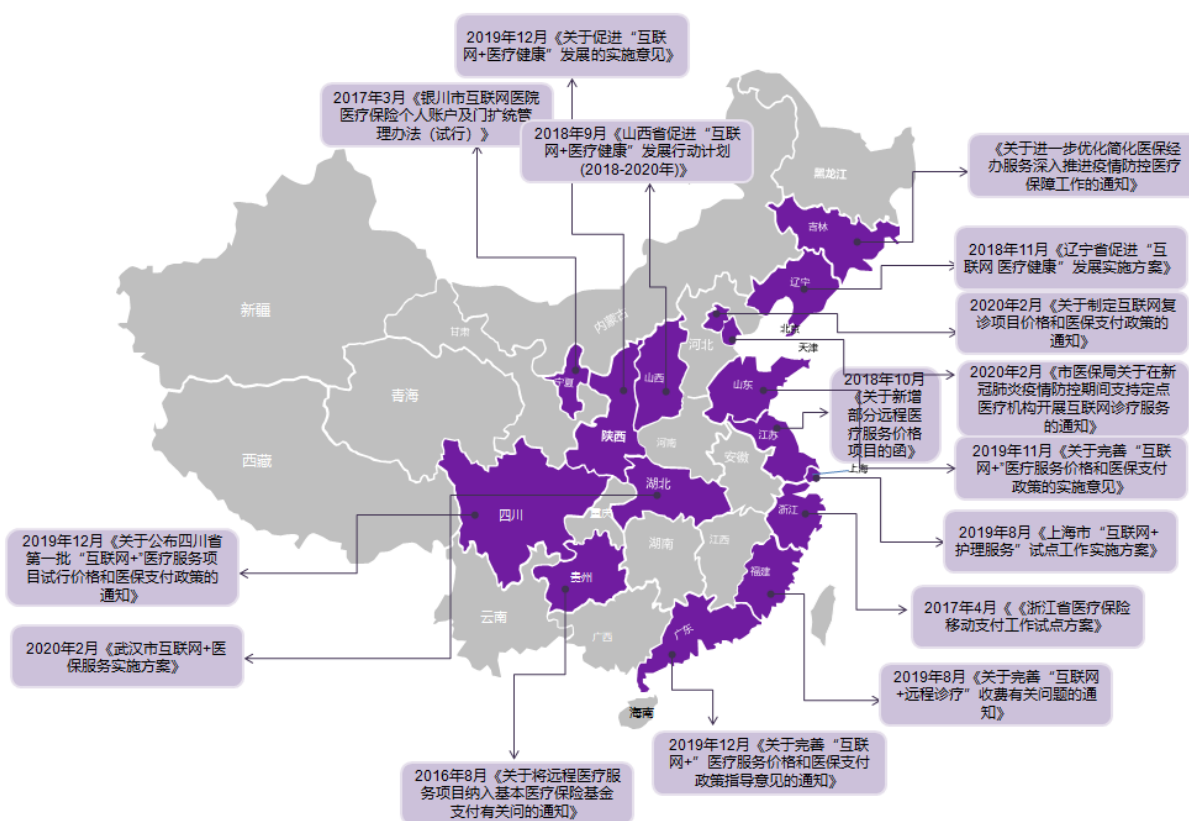 2019年12月《关于促进“互联
网+医疗健康”发展的实施意见》
2017年3月《银川市互联网医院
医疗保险个人账户及门扩统管
理办法（试行）》
2018年9月《山西省促进“互联
网+医疗健康”发展行动计划
(2018-2020年)》
《关于进一步优化简化医保经
办服务深入推进疫情防控医疗
保障工作的通知》
2018年11月《辽宁省促进“互
联网 医疗健康”发展实施方案》
2020年2月《关于制定互联网复
诊项目价格和医保支付政策的
通知》
2020年2月《市医保局关于在新
冠肺炎疫情防控期间支持定点
医疗机构开展互联网诊疗服务
的通知》
2018年10月
《关于新增
部分远程医
疗服务价格
项目的函》
2019年11月《关于完善“互联
网+"医疗服务价格和医保支付
政策的实施意见》
2019年8月《上海市“互联网+
护理服务”试点工作实施方案》
2017年4月《《浙江省医疗保险
移动支付工作试点方案》
2019年8月《关于完善“互联网
+远程诊疗”收费有关问题的通
知》
2019年12月《关于完善“互联
网+”医疗服务价格和医保支付
政策指导意见的通知》
2016年8月《关于将远程医疗服
务项目纳入基本医疗保险基金
支付有关问的通知》
2020年2月《武汉市互联网+医
保服务实施方案》
2019年12月《关于公布四川省
第一批“互联网+"医疗服务项
目试行价格和医保支付政策的
通知》
黑龙江
吉林
辽宁
内蒙古
北京
天津
河北
新疆
甘肃
宁夏
山西
山东
青海
陕西
河南
江苏
安徽
上海
西藏
四川
重庆
湖北
浙江
湖南
江西
贵州
福建
云南
广西
广东
海南